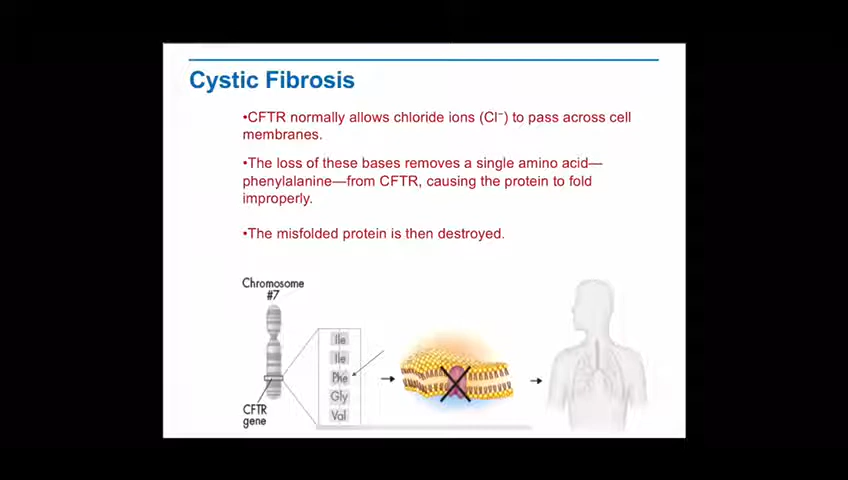 Cystic Fibrosis
•CFTR normally allows chloride ions (Cl⁻) to pass across cell
membranes.
•The loss of these bases removes a single amino acid—
phenylalanine—from CFTR, causing the protein to fold
improperly.
•The misfolded protein is then destroyed.
Chromosome
#7
Ile
Ile
Phe
Gly
Val
CFTR
gene